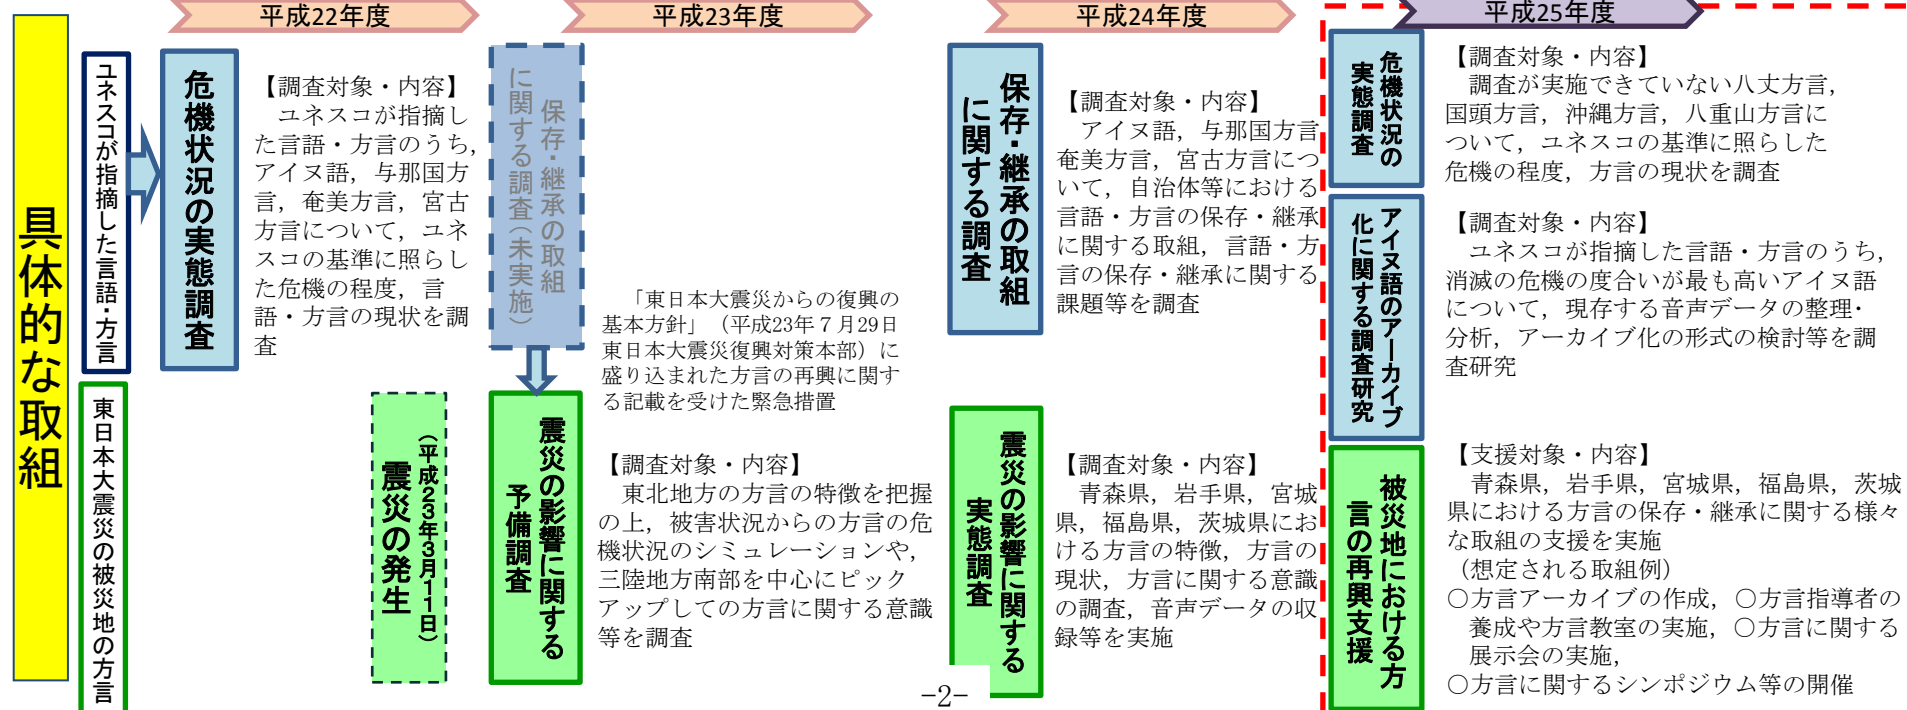 平成22年度
平成23年度
平成24年度
平成25年度
具体的な取組
ユネスコが指摘した言語・方言
東日本大震災の被災地の方言
危機状況の実態調査
【調査対象・内容】
ユネスコが指摘し
た言語・方言のうち，
アイヌ語，与那国方
言，奄美方言，宮古
方言について，ユネ
スコの基準に照らし
た危機の程度，言
語・方言の現状を調
査
震災の発生
（平成２３年３月１１日）
保存・継承の取組
に関する調査（未実施）
「東日本大震災からの復興の
基本方針」（平成23年７月29日
東日本大震災復興対策本部）に
盛り込まれた方言の再興に関す
る記載を受けた緊急措置
震災の影響に関する
予備調査
【調査対象・内容】
東北地方の方言の特徴を把握
の上，被害状況からの方言の危
機状況のシミュレーションや，
三陸地方南部を中心にピック
アップしての方言に関する意識
等を調査
保存・継承の取組
に関する調査
【調査対象・内容】
アイヌ語，与那国方言
奄美方言，宮古方言につ
いて，自治体等における
言語・方言の保存・継承
に関する取組，言語・方
言の保存・継承に関する
課題等を調査
震災の影響に関する
実態調査
【調査対象・内容】
青森県，岩手県，宮城
県，福島県，茨城県にお
ける方言の特徴，方言の
現状，方言に関する意識
の調査，音声データの収
録等を実施
危機状況の
実態調査
【調査対象・内容】
調査が実施できていない八丈方言，
国頭方言，沖縄方言，八重山方言に
ついて，ユネスコの基準に照らした
危機の程度，方言の現状を調査
アイヌ語のアーカイブ
化に関する調査研究
【調査対象・内容】
ユネスコが指摘した言語・方言のうち，
消滅の危機の度合いが最も高いアイヌ語
について，現存する音声データの整理・
分析，アーカイブ化の形式の検討等を調
査研究
被災地における方
言の再興支援
【支援対象・内容】
青森県，岩手県，宮城県，福島県，茨城
県における方言の保存・継承に関する様々
な取組の支援を実施
（想定される取組例）
○方言アーカイブの作成，○方言指導者の
養成や方言教室の実施，○方言に関する
展示会の実施，
○方言に関するシンポジウム等の開催
−2−